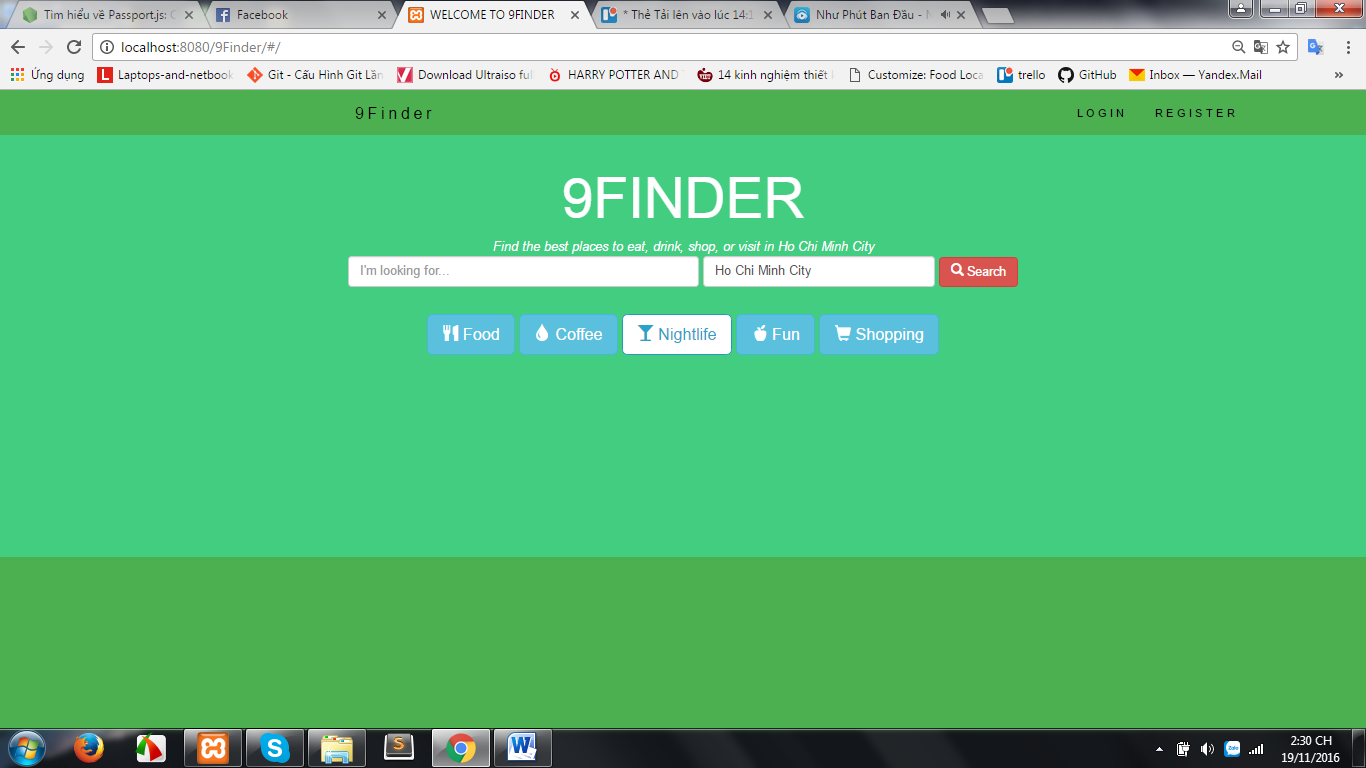 Tìm hiểu về Passport.js: C
Facebook
WELCOME TO 9FINDER
* Thẻ Tải lên vào lúc 14:1
Như Phút Ban Đầu - N
localhost:8080/9Finder/#/
Ứng dụng
Laptops-and-netbook
Git - Cấu Hình Git Lần
Download Ultraiso ful
HARRY POTTER AND
14 kinh nghiệm thiết k
Customize: Food Loca
trello
GitHub
Inbox — Yandex.Mail
»
9Finder
LOGIN
REGISTER
9FINDER
Find the best places to eat, drink, shop, or visit in Ho Chi Minh City
I'm looking for...
Ho Chi Minh City
Search
Food
Coffee
Nightlife
Fun
Shopping
2:30 CH
19/11/2016